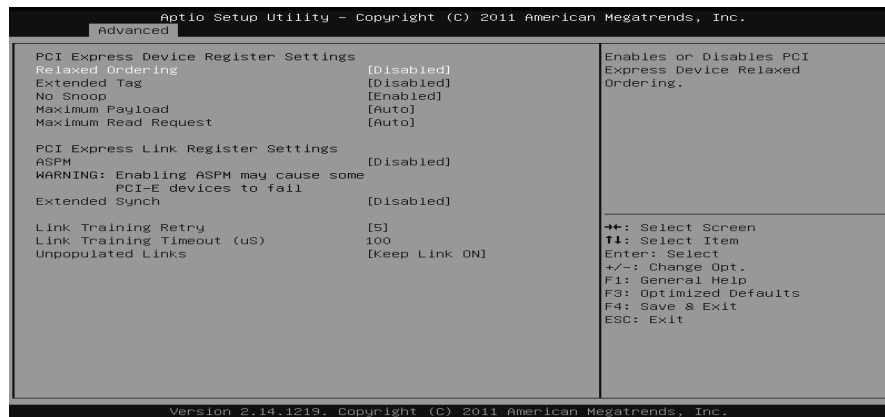 Aptio Setup Utility – Copyright (C) 2011 American Megatrends, Inc.
Advanced
PCI Express Device Register Settings
Relaxed Ordering [Disabled]
Extended Tag [Disabled]
No Snoop [Enabled]
Maximum Payload [Auto]
Maximum Read Request [Auto]
PCI Express Link Register Settings
ASPM [Disabled]
WARNING: Enabling ASPM may cause some
PCI-E devices to fail
Extended Synch [Disabled]
Link Training Retry [5]
Link Training Timeout (uS) 100
Unpopulated Links [Keep Link ON]
Enables or Disables PCI
Express Device Relaxed
Ordering.
→←: Select Screen
↑↓: Select Item
Enter: Select
+/-: Change Opt.
F1: General Help
F3: Optimized Defaults
F4: Save & Exit
ESC: Exit
Version 2.14.1219. Copyright (C) 2011 American Megatrends, Inc.